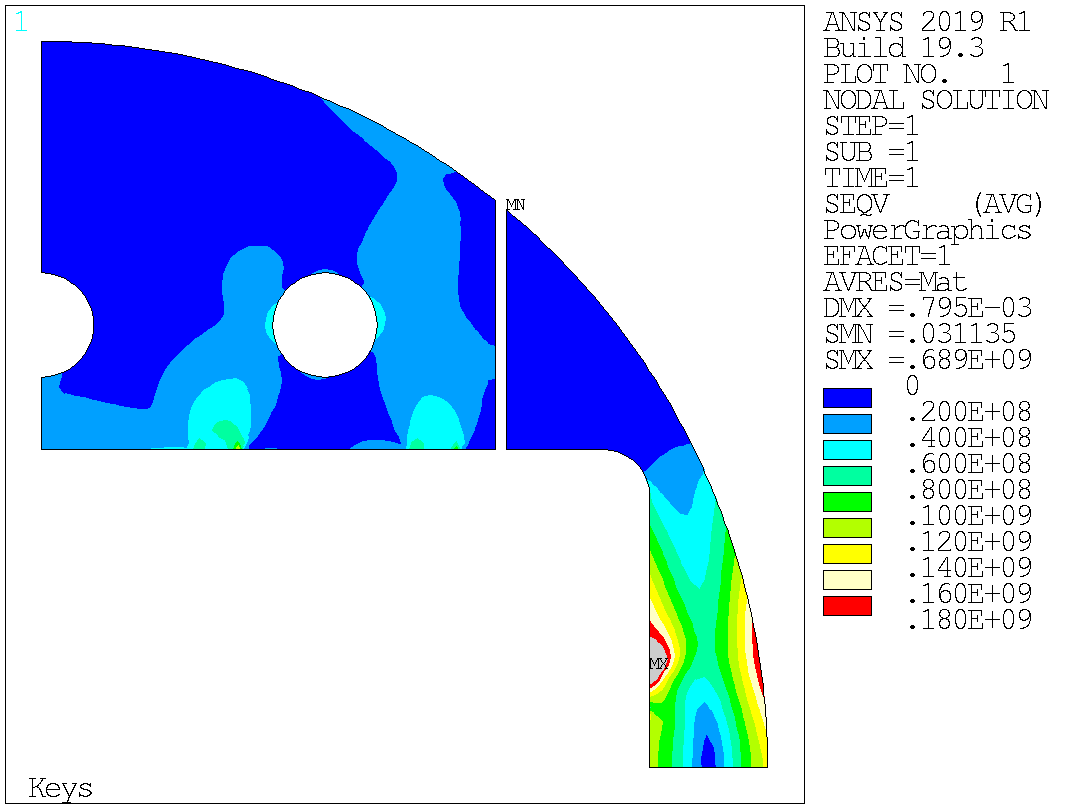 1
ANSYS 2019 R1
Build 19.3
PLOT NO.   1
NODAL SOLUTION
STEP=1
SUB =1
TIME=1
SEQV     (AVG)
PowerGraphics
EFACET=1
AVRES=Mat
DMX =.795E-03
SMN =.031135
SMX =.689E+09
0
.200E+08
.400E+08
.600E+08
.800E+08
.100E+09
.120E+09
.140E+09
.160E+09
.180E+09
MN
MX
Keys